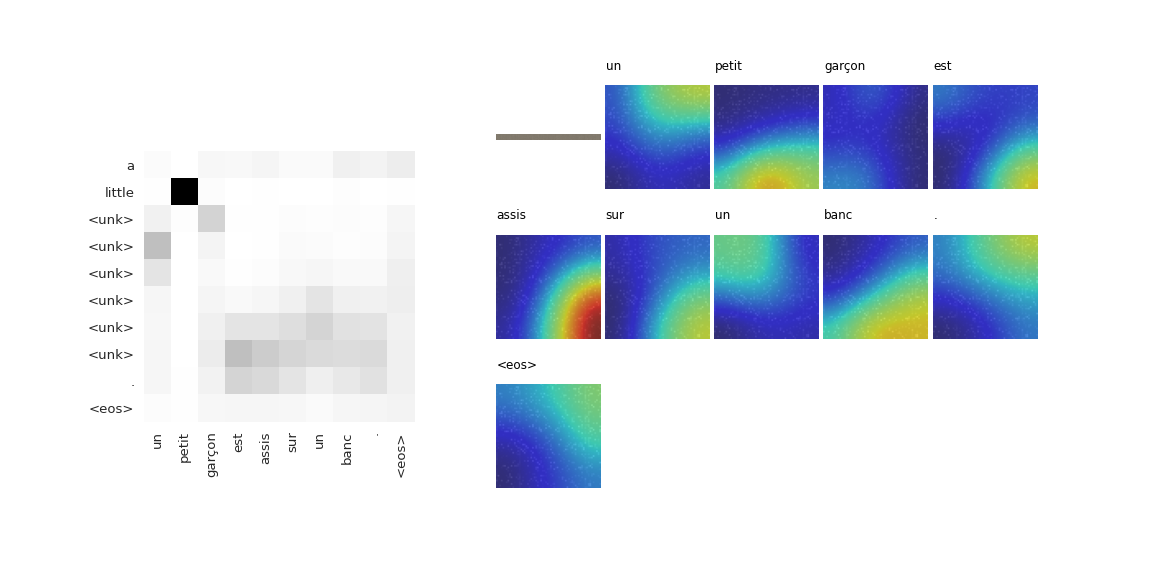 a
little
<unk>
<unk>
<unk>
<unk>
<unk>
<unk>
.
<eos>
un
petit
garçon
est
assis
sur
un
banc
.
<eos>
un petit garçon est
assis sur un banc .
<eos>